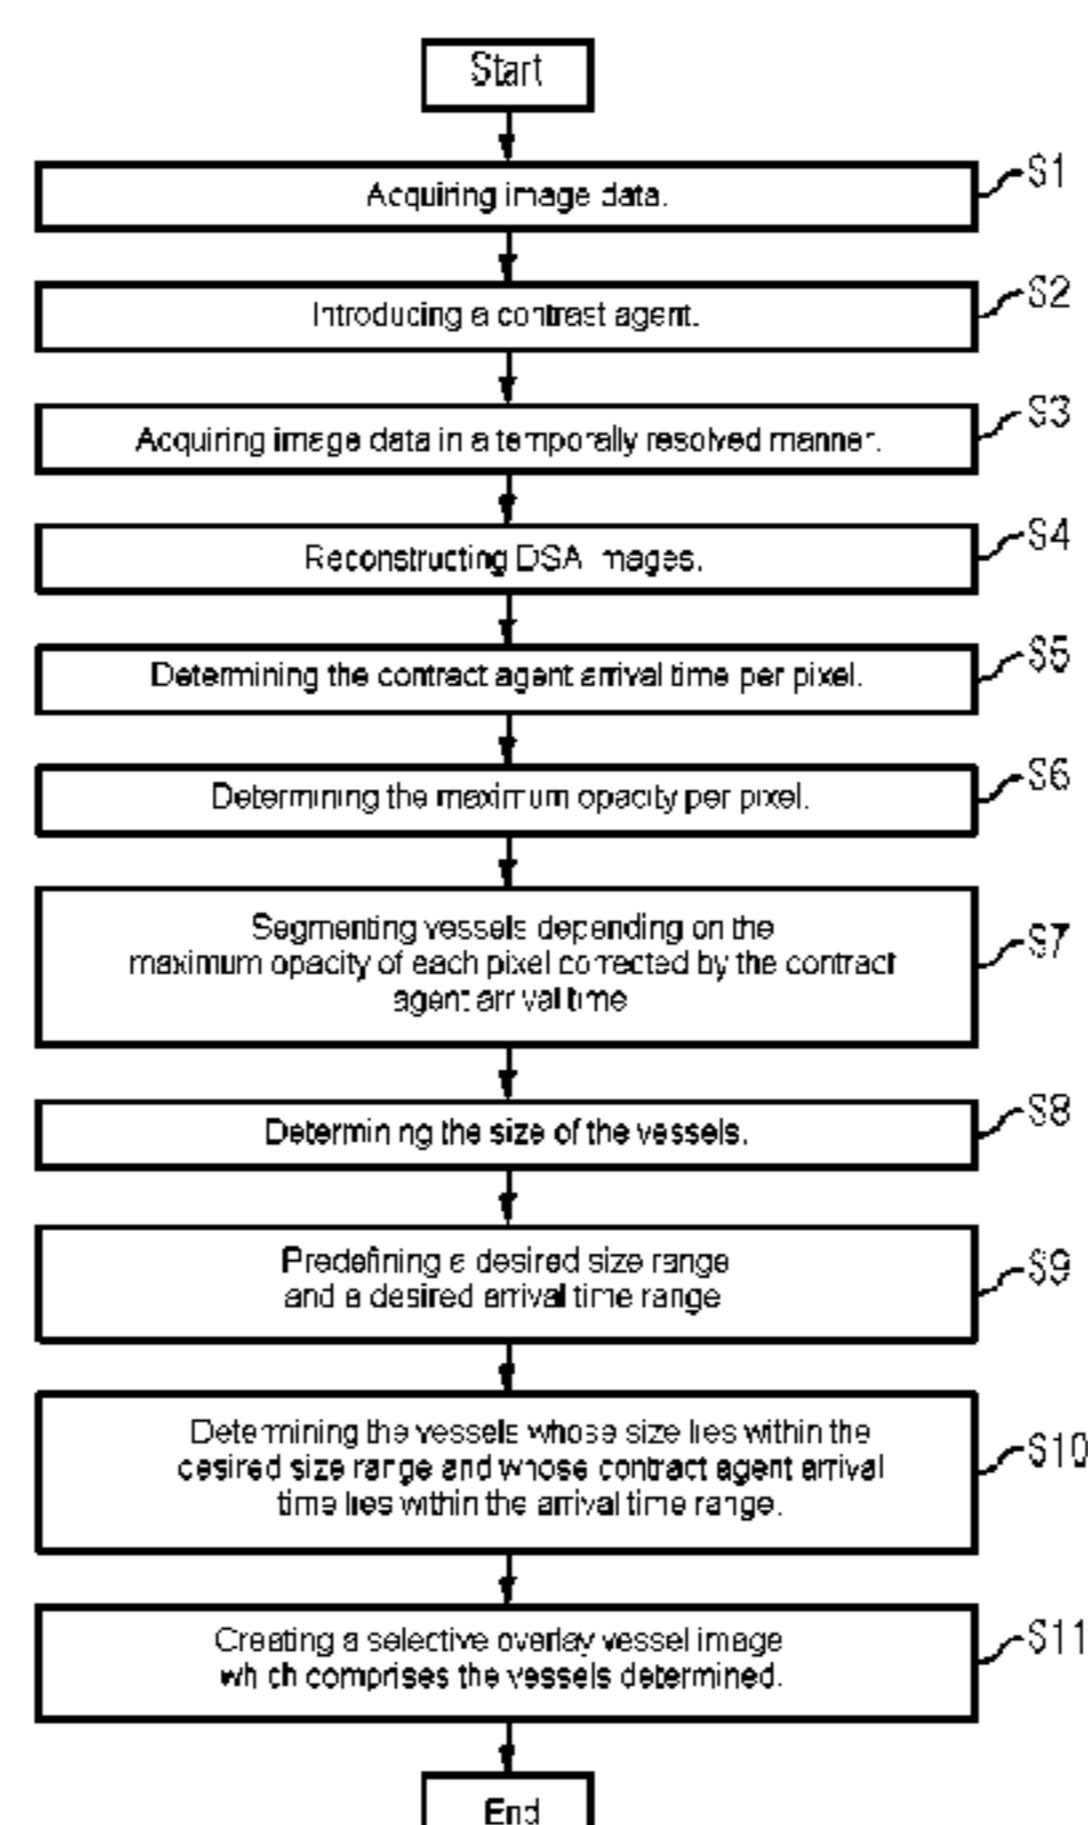 Start
Acquiring image data.
S1
Introducing a contrast agent.
S2
Acquiring image data in a temporally resolved manner.
S3
Reconstructing DSA images.
S4
Determining the contract agent arrival time per pixel.
S5
Determining the maximum opacity per pixel.
S6
Segmenting vessels depending on the
maximum opacity of each pixel corrected by the contract
agent arrival time
S7
Determining the size of the vessels.
S8
Predefining a desired size range
and a desired arrival time range
S9
Determining the vessels whose size lies within the
desired size range and whose contract agent arrival
time lies within the arrival time range.
S10
Creating a selective overlay vessel image
which comprises the vessels determined.
S11
End